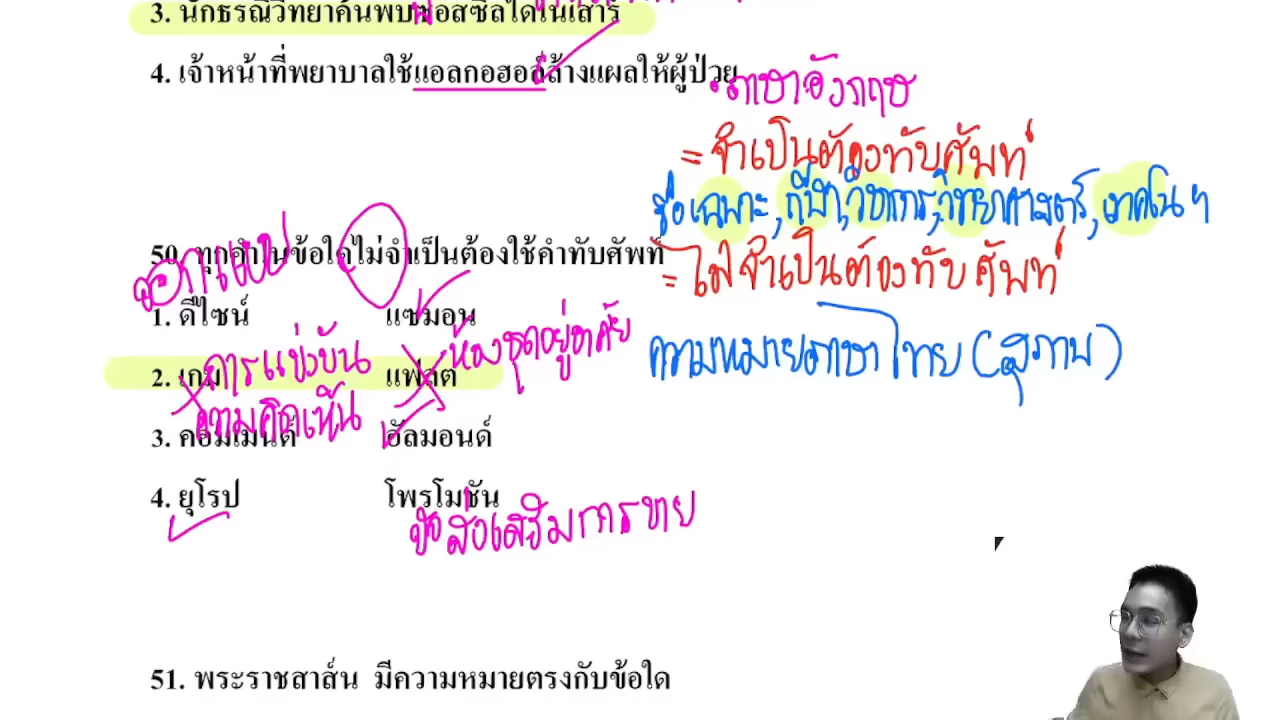 3. นักธรณีวิทยาค้นพบฟอสซิลไดโนเสาร์
4. เจ้าหน้าที่พยาบาลใช้แอลกอฮอล์ล้างแผลให้ผู้ป่วย
ภาษาอังกฤษ
= จำเป็นต้องทับศัพท์
ชื่อเฉพาะ, กีฬา, วิชาการ, วิทยาศาสตร์, เทคโนฯ
50. ทุกคำในข้อใดไม่จำเป็นต้องใช้คำทับศัพท์
= ไม่จำเป็นต้องทับศัพท์
ออกแบบ
1. ดีไซน์ แซมอน
การแข่งขัน ห้องชุดอยู่อาศัย
ความหมายภาษาไทย (สุภาพ)
2. เกม แฟลต
ความคิดเห็น
3. คอมเมนต์ อัลมอนด์
4. ยุโรป โพรโมชัน
ส่งเสริมการขาย
51. พระราชสาส์น มีความหมายตรงกับข้อใด